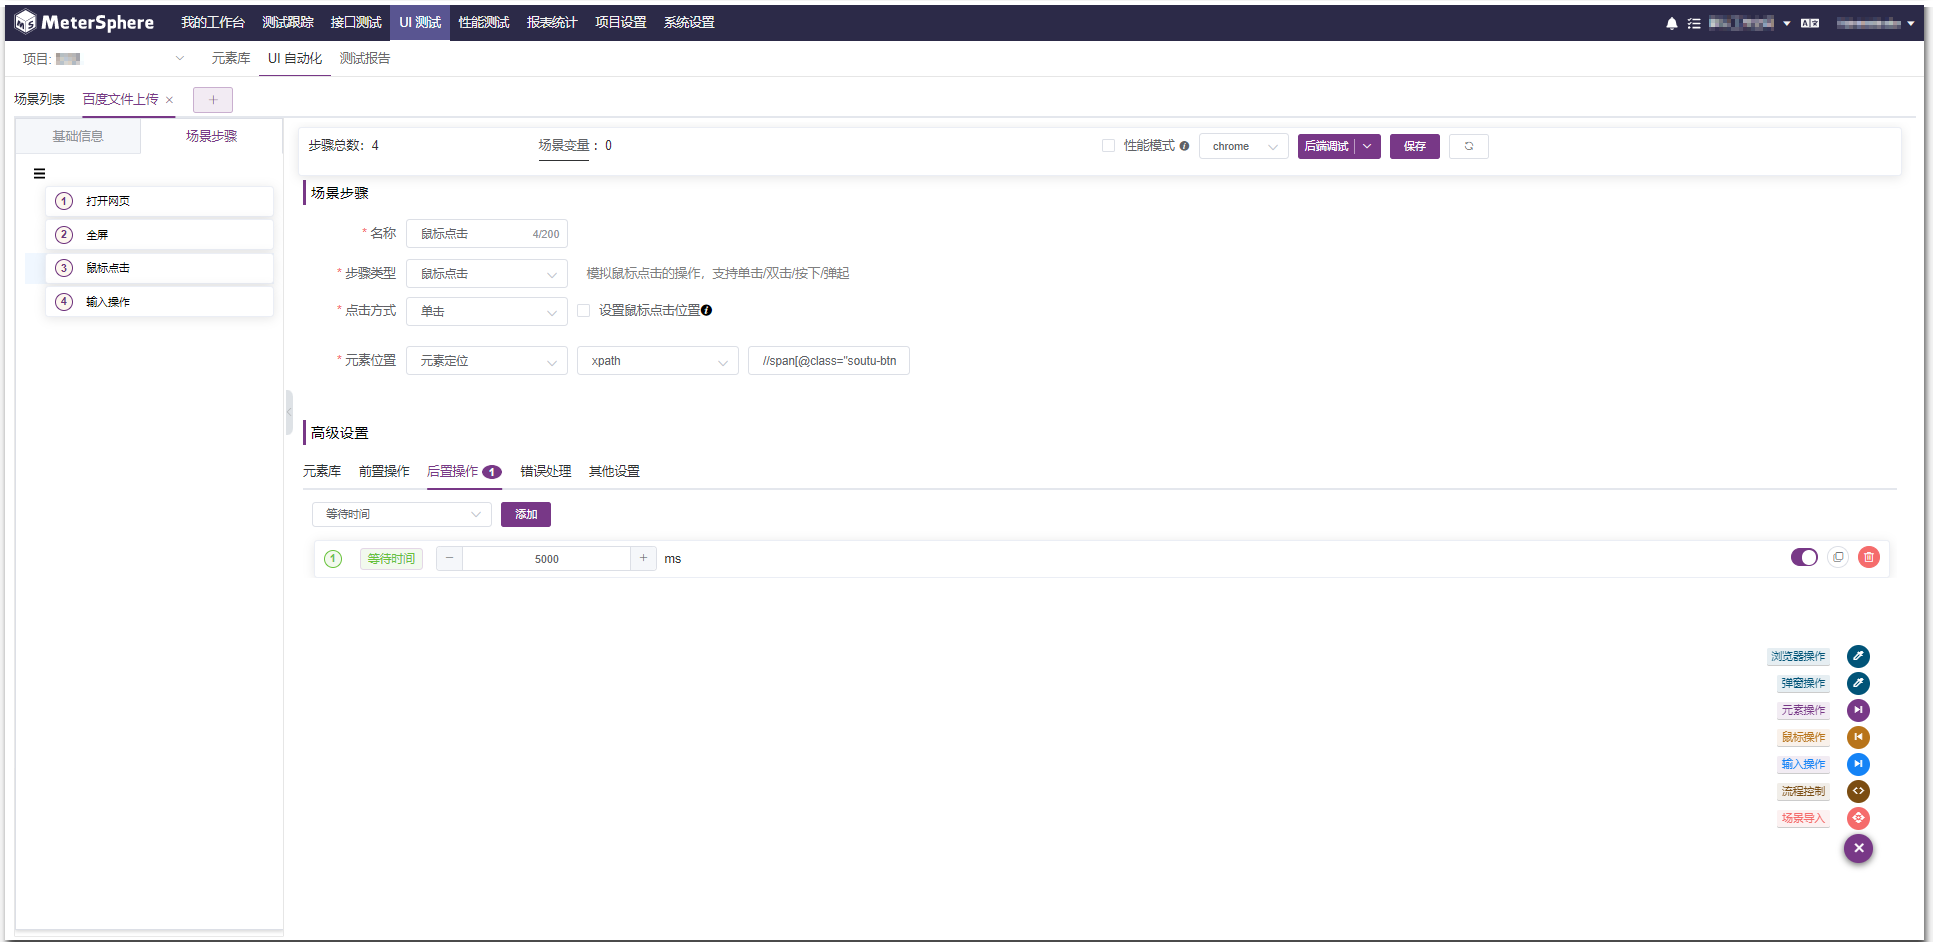 MeterSphere 我的工作台 测试跟踪 接口测试 UI 测试 性能测试 报表统计 项目设置 系统设置
项目: 元素库 UI 自动化 测试报告
场景列表 百度文件上传
基础信息 场景步骤
步骤总数: 4 场景变量 : 0 性能模式 chrome 后端调试 保存
1 打开网页
2 全屏
3 鼠标点击
4 输入操作
场景步骤
* 名称 鼠标点击 4/200
* 步骤类型 鼠标点击 模拟鼠标点击的操作，支持单击/双击/按下/弹起
* 点击方式 单击 设置鼠标点击位置
* 元素位置 元素定位 xpath //span[@class="soutu-btn
高级设置
元素库 前置操作 后置操作 1 错误处理 其他设置
等待时间 添加
1 等待时间 − 5000 + ms
浏览器操作
弹窗操作
元素操作
鼠标操作
输入操作
流程控制
场景导入